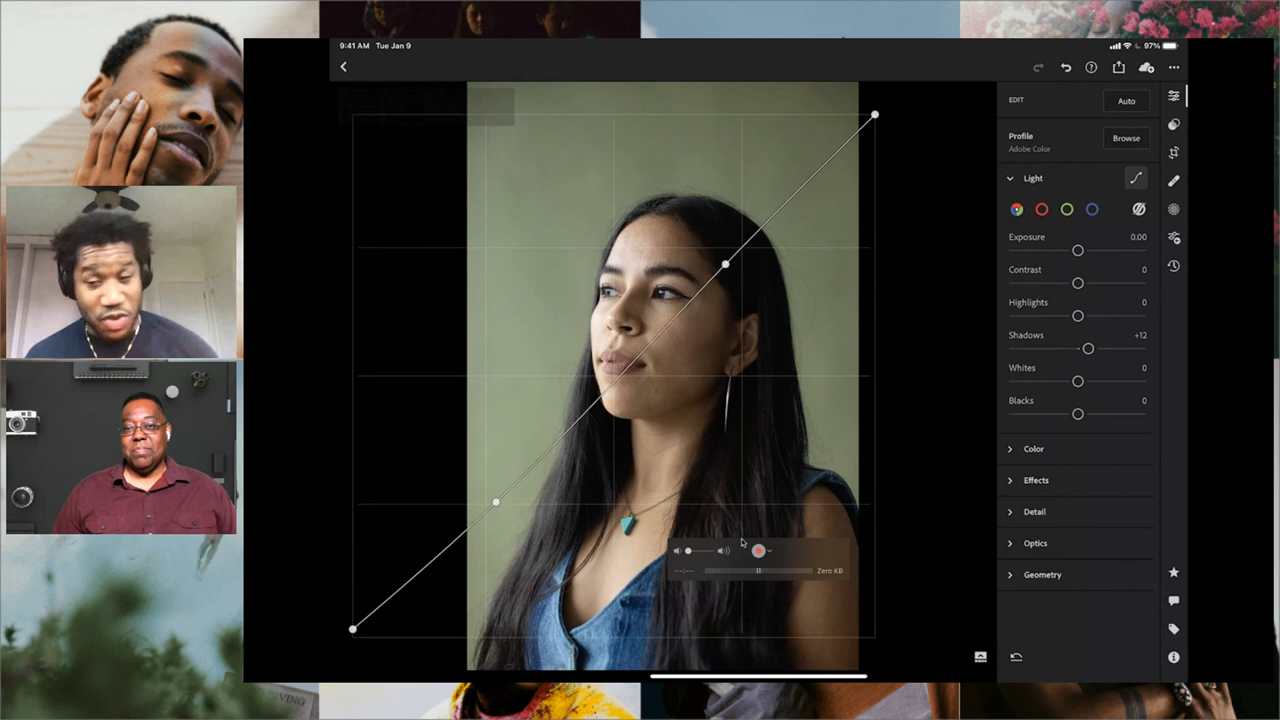 9:41 AM Tue Jan 9
97%
EDIT
Auto
Profile
Adobe Color
Browse
Light
Exposure 0.00
Contrast 0
Highlights 0
Shadows +12
Whites 0
Blacks 0
Color
Effects
Detail
Optics
Geometry
--:-- Zero KB
VING